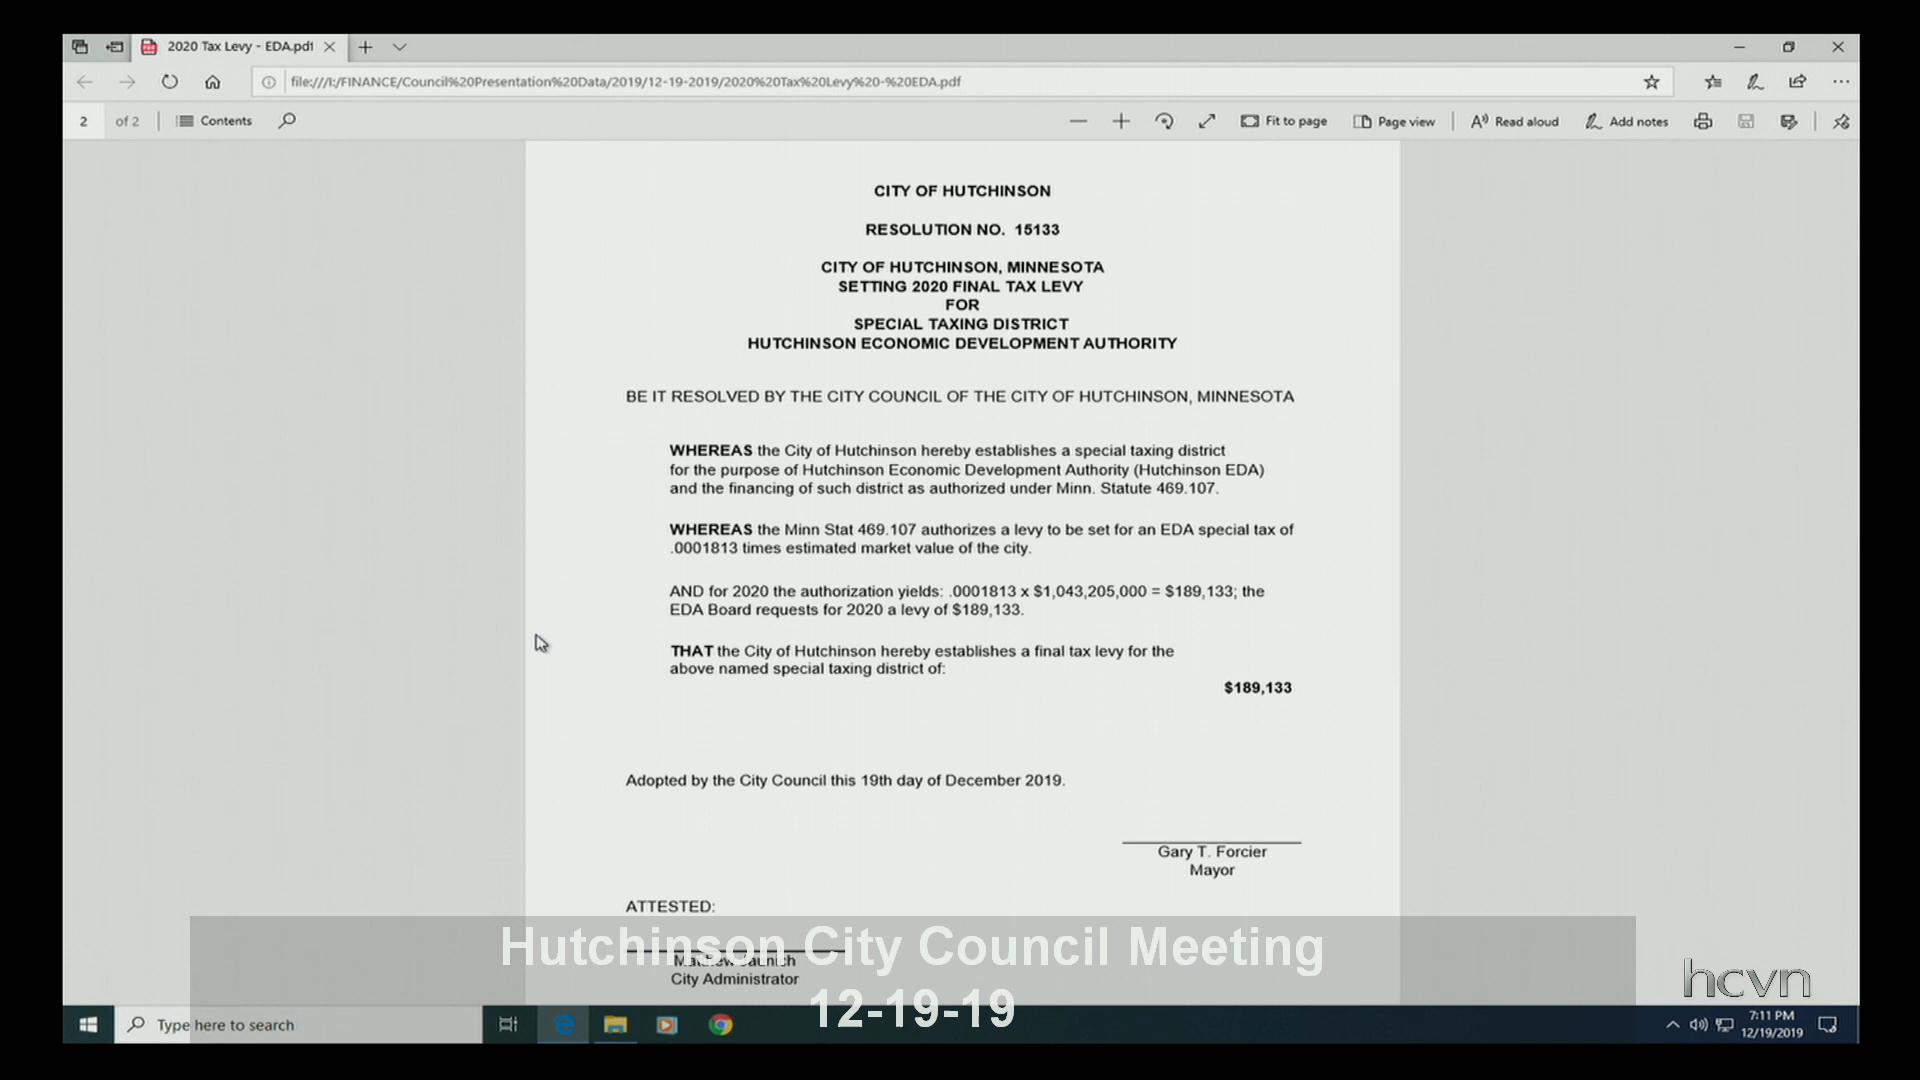 2020 Tax Levy - EDA.pdf
file:///I:/FINANCE/Council%20Presentation%20Data/2019/12-19-2019/2020%20Tax%20Levy%20-%20EDA.pdf
2 of 2 Contents Fit to page Page view Read aloud Add notes
CITY OF HUTCHINSON
RESOLUTION NO. 15133
CITY OF HUTCHINSON, MINNESOTA
SETTING 2020 FINAL TAX LEVY
FOR
SPECIAL TAXING DISTRICT
HUTCHINSON ECONOMIC DEVELOPMENT AUTHORITY
BE IT RESOLVED BY THE CITY COUNCIL OF THE CITY OF HUTCHINSON, MINNESOTA
WHEREAS the City of Hutchinson hereby establishes a special taxing district
for the purpose of Hutchinson Economic Development Authority (Hutchinson EDA)
and the financing of such district as authorized under Minn. Statute 469.107.
WHEREAS the Minn Stat 469.107 authorizes a levy to be set for an EDA special tax of
.0001813 times estimated market value of the city.
AND for 2020 the authorization yields: .0001813 x $1,043,205,000 = $189,133; the
EDA Board requests for 2020 a levy of $189,133.
THAT the City of Hutchinson hereby establishes a final tax levy for the
above named special taxing district of:
$189,133
Adopted by the City Council this 19th day of December 2019.
Gary T. Forcier
Mayor
ATTESTED:
Hutchinson City Council Meeting
City Administrator
12-19-19
hcvn
Type here to search
7:11 PM
12/19/2019